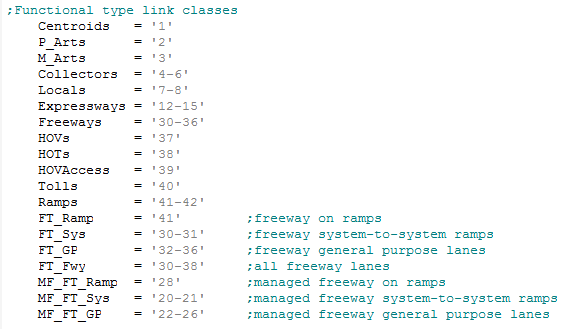 ;Functional type link classes
Centroids = '1'
P_Arts = '2'
M_Arts = '3'
Collectors = '4-6'
Locals = '7-8'
Expressways = '12-15'
Freeways = '30-36'
HOVs = '37'
HOTs = '38'
HOVAccess = '39'
Tolls = '40'
Ramps = '41-42'
FT_Ramp = '41' ;freeway on ramps
FT_Sys = '30-31' ;freeway system-to-system ramps
FT_GP = '32-36' ;freeway general purpose lanes
FT_Fwy = '30-38' ;all freeway lanes
MF_FT_Ramp = '28' ;managed freeway on ramps
MF_FT_Sys = '20-21' ;managed freeway system-to-system ramps
MF_FT_GP = '22-26' ;managed freeway general purpose lanes